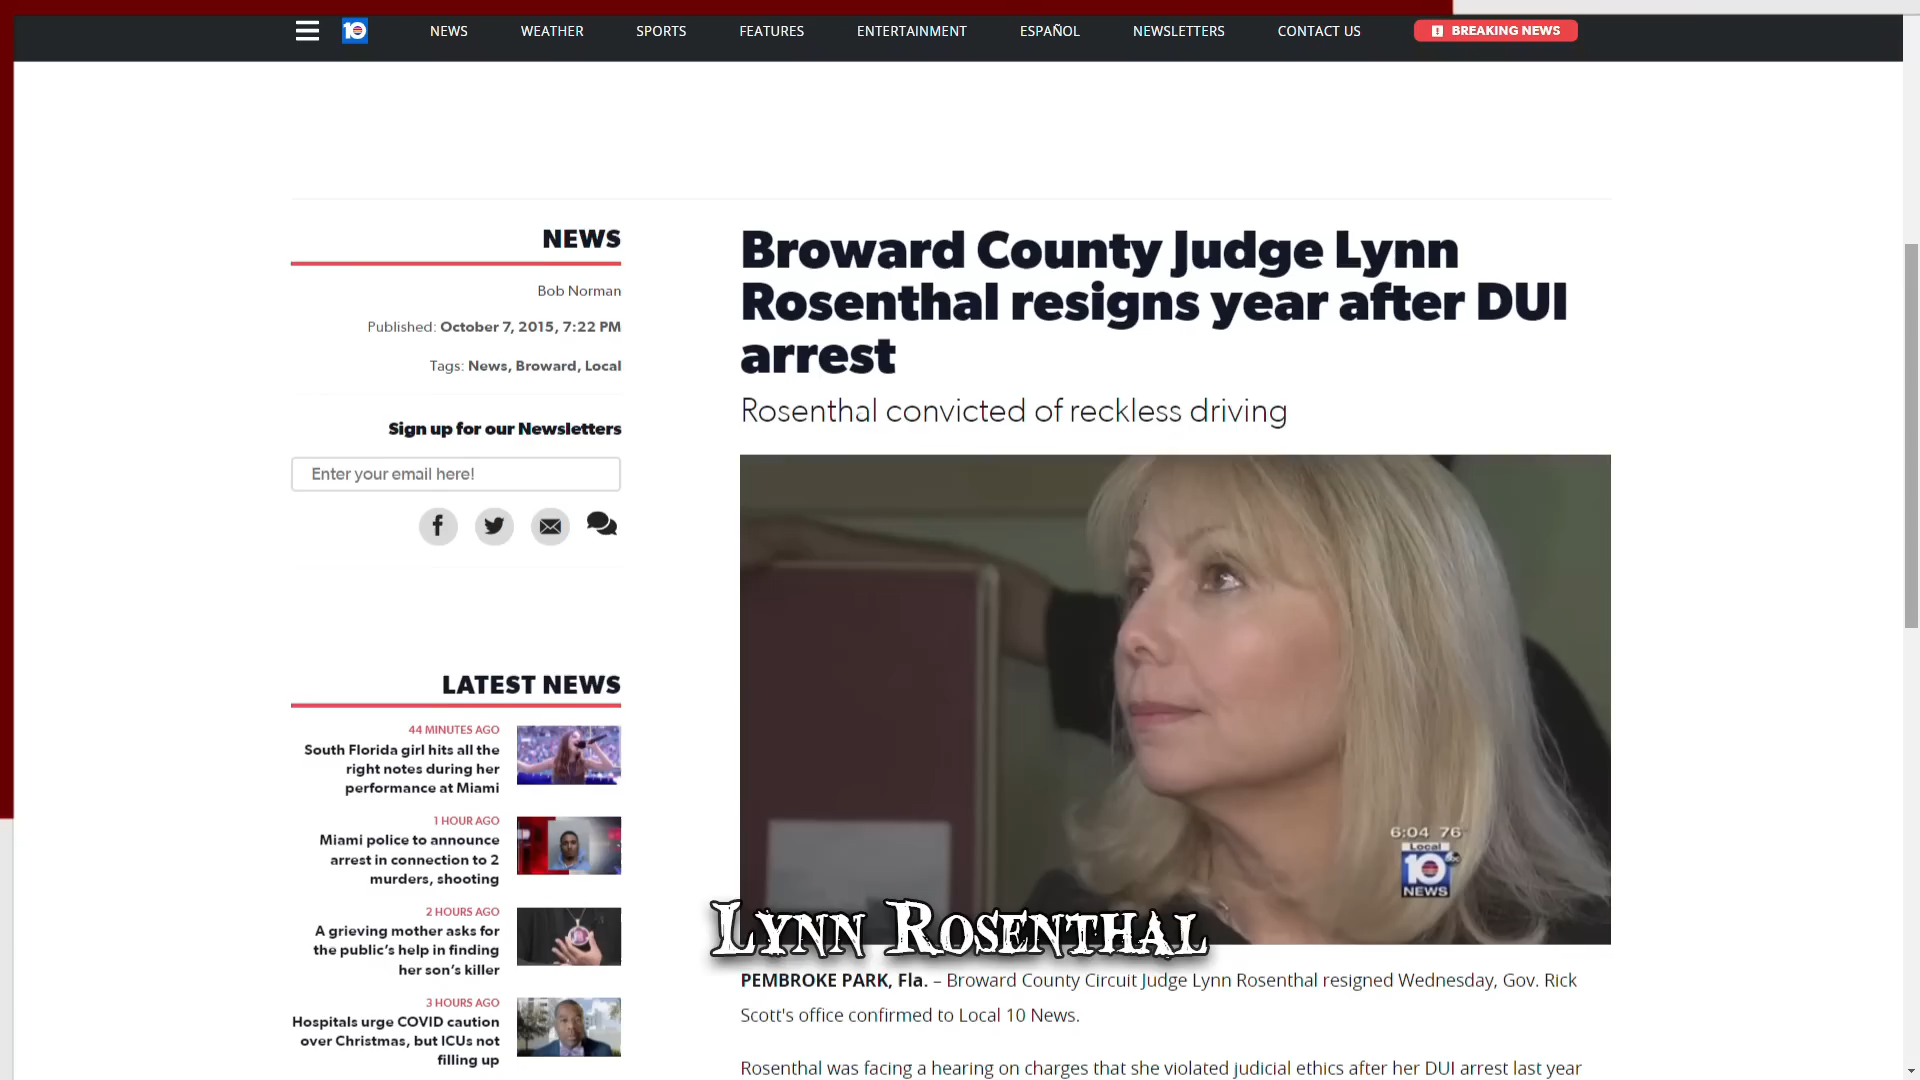 10
NEWS
WEATHER
SPORTS
FEATURES
ENTERTAINMENT
ESPAÑOL
NEWSLETTERS
CONTACT US
BREAKING NEWS
NEWS
Bob Norman
Published: October 7, 2015, 7:22 PM
Tags: News, Broward, Local
Sign up for our Newsletters
Enter your email here!
LATEST NEWS
44 MINUTES AGO
South Florida girl hits all the
right notes during her
performance at Miami
1 HOUR AGO
Miami police to announce
arrest in connection to 2
murders, shooting
2 HOURS AGO
A grieving mother asks for
the public's help in finding
her son's killer
3 HOURS AGO
Hospitals urge COVID caution
over Christmas, but ICUs not
filling up
Broward County Judge Lynn
Rosenthal resigns year after DUI
arrest
Rosenthal convicted of reckless driving
6:04 76
Local
10
NEWS
Lynn Rosenthal
PEMBROKE PARK, Fla. – Broward County Circuit Judge Lynn Rosenthal resigned Wednesday, Gov. Rick
Scott's office confirmed to Local 10 News.
Rosenthal was facing a hearing on charges that she violated judicial ethics after her DUI arrest last year